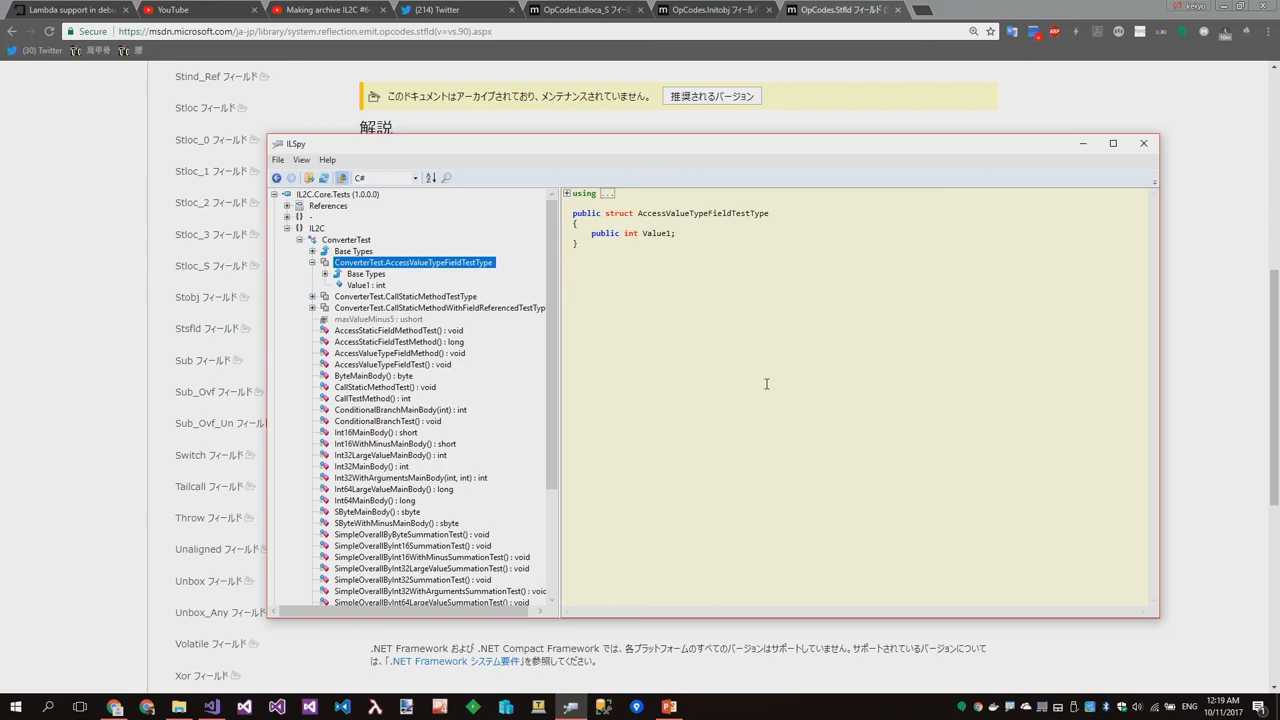 Lambda support in debu
YouTube
Making archive IL2C #6-
(214) Twitter
OpCodes.Ldloca_S フィール
OpCodes.Initobj フィールド
OpCodes.Stfld フィールド (
Yekyo
Secure
https://msdn.microsoft.com/ja-jp/library/system.reflection.emit.opcodes.stfld(v=vs.90).aspx
(30) Twitter
肩甲骨
腰
Stind_Ref フィールド
Stloc フィールド
Stloc_0 フィールド
Stloc_1 フィールド
Stloc_2 フィールド
Stloc_3 フィールド
Stloc_S フィールド
Stobj フィールド
Stsfld フィールド
Sub フィールド
Sub_Ovf フィールド
Sub_Ovf_Un フィールド
Switch フィールド
Tailcall フィールド
Throw フィールド
Unaligned フィールド
Unbox フィールド
Unbox_Any フィールド
Volatile フィールド
Xor フィールド
このドキュメントはアーカイブされており、メンテナンスされていません。
推奨されるバージョン
解説
ILSpy
File View Help
C#
IL2C.Core.Tests (1.0.0.0)
References
-
IL2C
ConverterTest
Base Types
ConverterTest.AccessValueTypeFieldTestType
Base Types
Value1 : int
ConverterTest.CallStaticMethodTestType
ConverterTest.CallStaticMethodWithFieldReferencedTestTyp
maxValueMinus5 : ushort
AccessStaticFieldMethodTest() : void
AccessStaticFieldTestMethod() : long
AccessValueTypeFieldMethod() : void
AccessValueTypeFieldTest() : void
ByteMainBody() : byte
CallStaticMethodTest() : void
CallTestMethod() : int
ConditionalBranchMainBody(int) : int
ConditionalBranchTest() : void
Int16MainBody() : short
Int16WithMinusMainBody() : short
Int32LargeValueMainBody() : int
Int32MainBody() : int
Int32WithArgumentsMainBody(int, int) : int
Int64LargeValueMainBody() : long
Int64MainBody() : long
SByteMainBody() : sbyte
SByteWithMinusMainBody() : sbyte
SimpleOverallByByteSummationTest() : void
SimpleOverallByInt16SummationTest() : void
SimpleOverallByInt16WithMinusSummationTest() : void
SimpleOverallByInt32LargeValueSummationTest() : void
SimpleOverallByInt32SummationTest() : void
SimpleOverallByInt32WithArgumentsSummationTest() : voic
SimpleOverallByInt64LargeValueSummationTest() : void
using ...
public struct AccessValueTypeFieldTestType
{
public int Value1;
}
.NET Framework および .NET Compact Framework では、各プラットフォームのすべてのバージョンはサポートしていません。サポートされているバージョンについて
は、「.NET Framework システム要件」を参照してください。
12:19 AM
10/11/2017